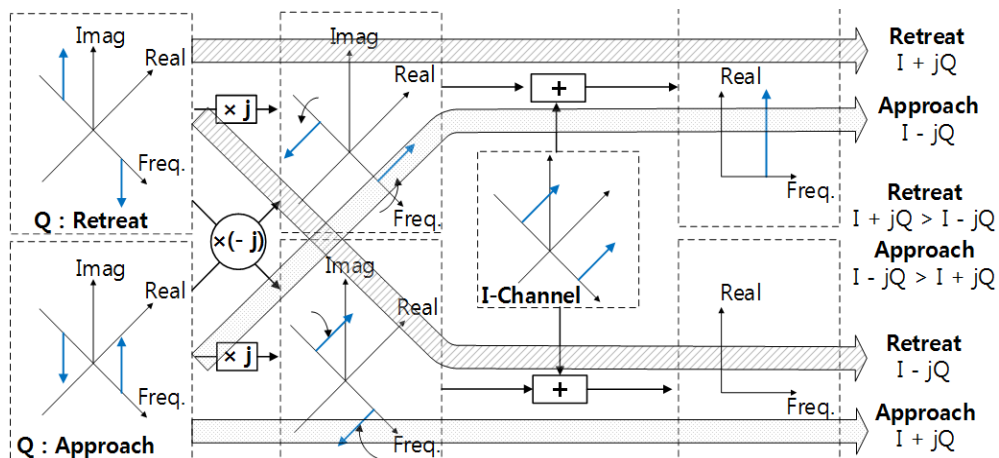 Imag
Real
Freq.
Q : Retreat
× j
Imag
Real
Freq.
+
Real
Freq.
Retreat
I + jQ
Approach
I - jQ
×(- j)
I-Channel
Retreat
I + jQ > I - jQ
Approach
I - jQ > I + jQ
Imag
Real
Freq.
Q : Approach
× j
Imag
Real
Freq.
+
Real
Freq.
Retreat
I - jQ
Approach
I + jQ